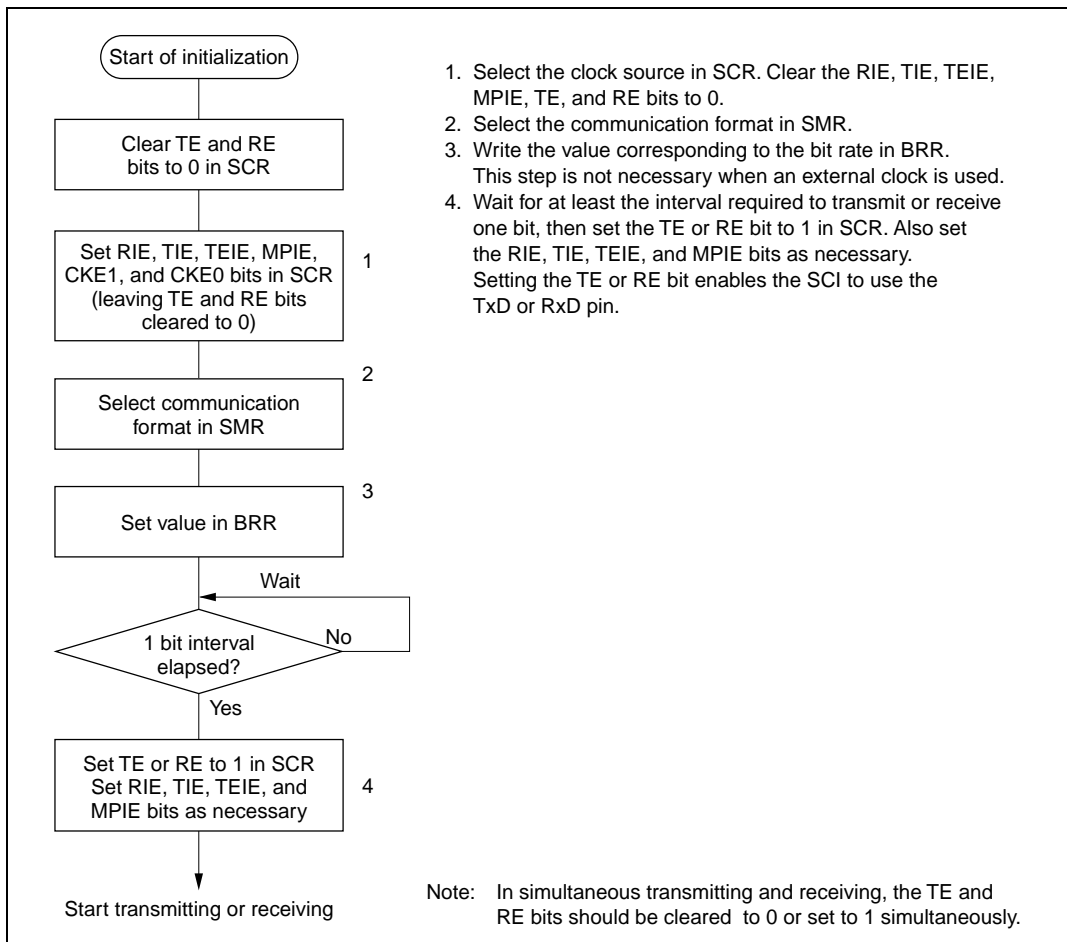 Start of initialization
Clear TE and RE
bits to 0 in SCR
Set RIE, TIE, TEIE, MPIE,
CKE1, and CKE0 bits in SCR
(leaving TE and RE bits
cleared to 0)
1
2
Select communication
format in SMR
3
Set value in BRR
Wait
1 bit interval
elapsed?
No
Yes
Set TE or RE to 1 in SCR
Set RIE, TIE, TEIE, and
MPIE bits as necessary
4
Start transmitting or receiving
1. Select the clock source in SCR. Clear the RIE, TIE, TEIE,
MPIE, TE, and RE bits to 0.
2. Select the communication format in SMR.
3. Write the value corresponding to the bit rate in BRR.
This step is not necessary when an external clock is used.
4. Wait for at least the interval required to transmit or receive
one bit, then set the TE or RE bit to 1 in SCR. Also set
the RIE, TIE, TEIE, and MPIE bits as necessary.
Setting the TE or RE bit enables the SCI to use the
TxD or RxD pin.
Note: In simultaneous transmitting and receiving, the TE and
RE bits should be cleared to 0 or set to 1 simultaneously.